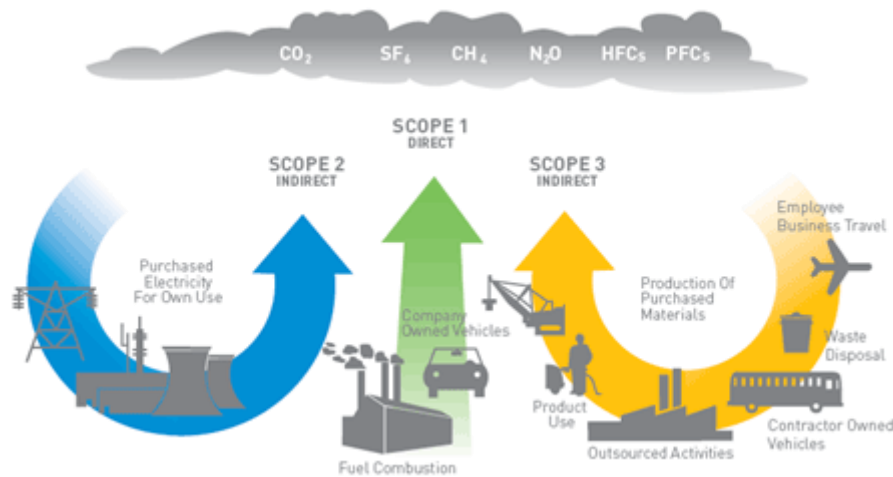 CO₂ SF₆ CH₄ N₂O HFCs PFCs
SCOPE 1
DIRECT
SCOPE 2
INDIRECT
SCOPE 3
INDIRECT
Purchased
Electricity
For Own Use
Company
Owned Vehicles
Fuel Combustion
Employee
Business Travel
Production Of
Purchased
Materials
Waste
Disposal
Product
Use
Contractor Owned
Vehicles
Outsourced Activities